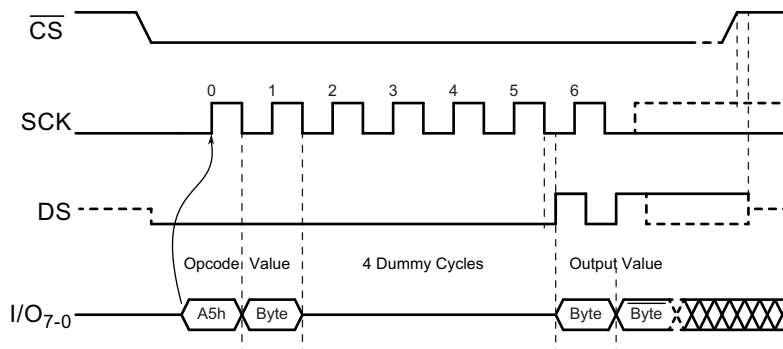 CS
SCK
0 1 2 3 4 5 6
DS
Opcode Value 4 Dummy Cycles Output Value
I/O7-0 A5h Byte Byte Byte